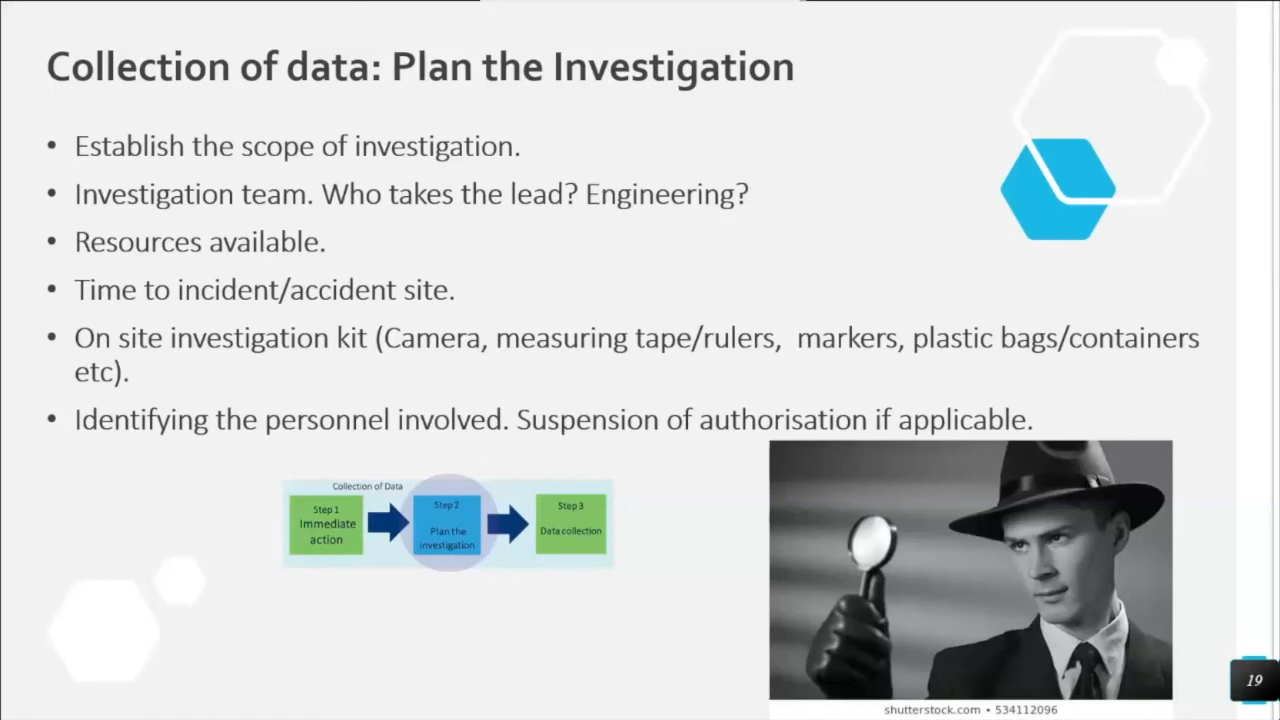 Collection of data: Plan the Investigation
• Establish the scope of investigation.
• Investigation team. Who takes the lead? Engineering?
• Resources available.
• Time to incident/accident site.
• On site investigation kit (Camera, measuring tape/rulers,  markers, plastic bags/containers
etc).
• Identifying the personnel involved. Suspension of authorisation if applicable.
Collection of Data
Step 1
Immediate
action
Step 2
Plan the
investigation
Step 3
Data collection
shutterstock.com • 534112096
19